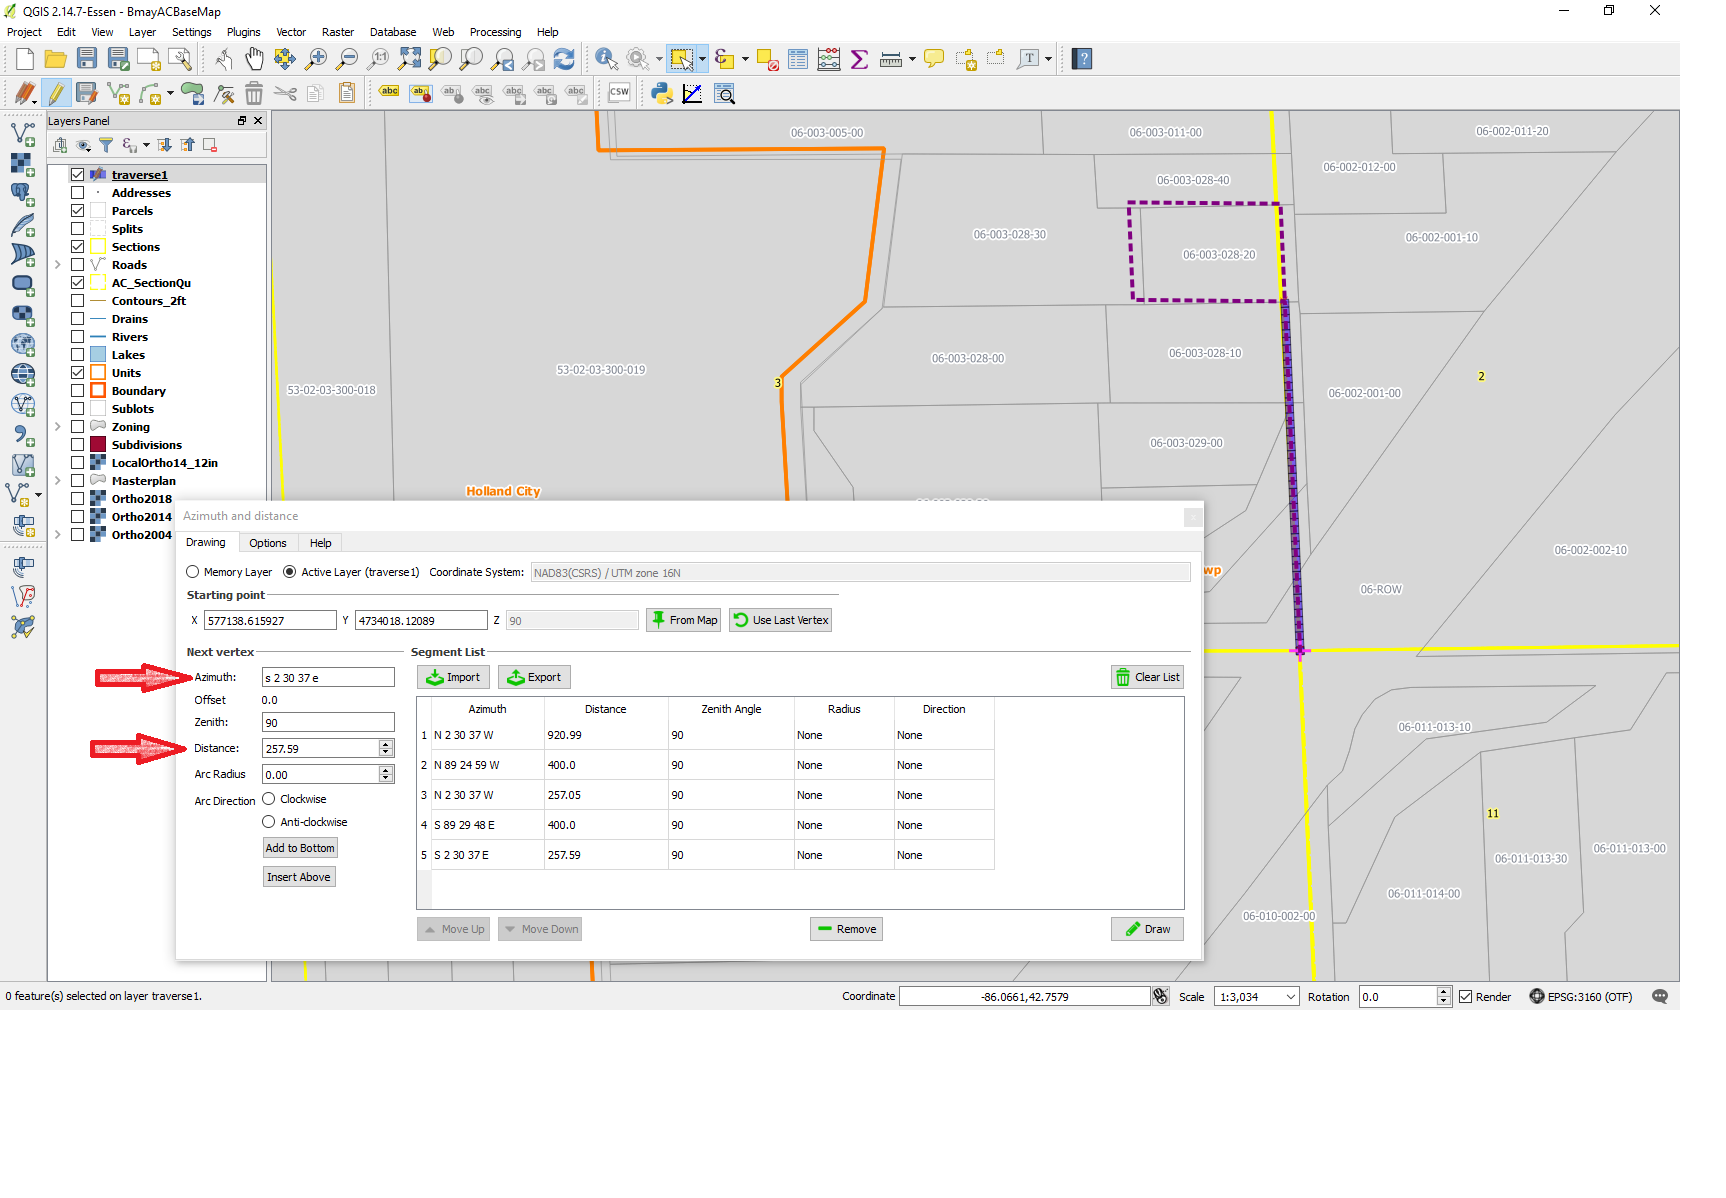 QGIS 2.14.7-Essen - BmayACBaseMap
Project Edit View Layer Settings Plugins Vector Raster Database Web Processing Help
Layers Panel
traverse1
Addresses
Parcels
Splits
Sections
Roads
AC_SectionQu
Contours_2ft
Drains
Rivers
Lakes
Units
Boundary
Sublots
Zoning
Subdivisions
LocalOrtho14_12in
Masterplan
Ortho2018
Ortho2014
Ortho2004
abc abc abc abc abc abc abc CSW
06-003-005-00
06-003-011-00
06-002-011-20
06-002-012-00
06-003-028-40
06-003-028-30
06-003-028-20
06-002-001-10
53-02-03-300-018
53-02-03-300-019
3
06-003-028-00
06-003-028-10
06-002-001-00
2
06-003-029-00
Holland City
wp
06-002-002-10
06-ROW
06-011-013-10
11
06-011-013-30
06-011-013-00
06-011-014-00
06-010-002-00
Azimuth and distance
Drawing Options Help
Memory Layer Active Layer (traverse1) Coordinate System: NAD83(CSRS) / UTM zone 16N
Starting point
X 577138.615927 Y 4734018.12089 Z 90 From Map Use Last Vertex
Next vertex
Azimuth: s 2 30 37 e
Offset 0.0
Zenith: 90
Distance: 257.59
Arc Radius 0.00
Arc Direction Clockwise
Anti-clockwise
Add to Bottom
Insert Above
Segment List
Import Export Clear List
Azimuth Distance Zenith Angle Radius Direction
1 N 2 30 37 W 920.99 90 None None
2 N 89 24 59 W 400.0 90 None None
3 N 2 30 37 W 257.05 90 None None
4 S 89 29 48 E 400.0 90 None None
5 S 2 30 37 E 257.59 90 None None
Move Up Move Down Remove Draw
0 feature(s) selected on layer traverse1.
Coordinate -86.0661,42.7579 Scale 1:3,034 Rotation 0.0 Render EPSG:3160 (OTF)